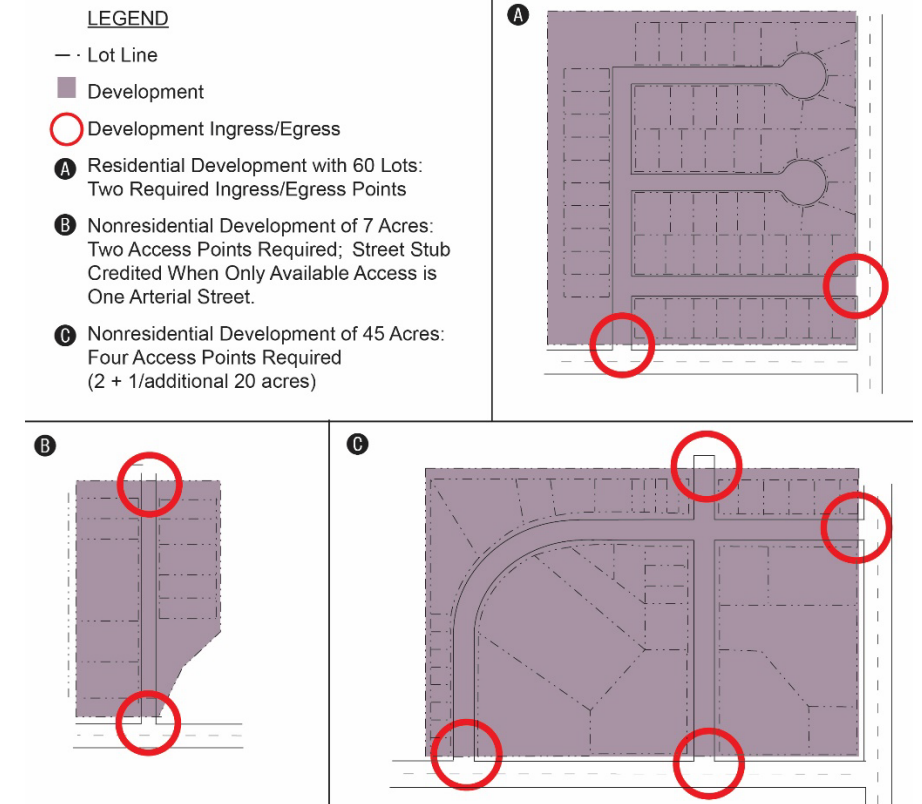 LEGEND
Lot Line
Development
Development Ingress/Egress
A Residential Development with 60 Lots:
Two Required Ingress/Egress Points
B Nonresidential Development of 7 Acres:
Two Access Points Required; Street Stub
Credited When Only Available Access is
One Arterial Street.
C Nonresidential Development of 45 Acres:
Four Access Points Required
(2 + 1/additional 20 acres)
A
B
C